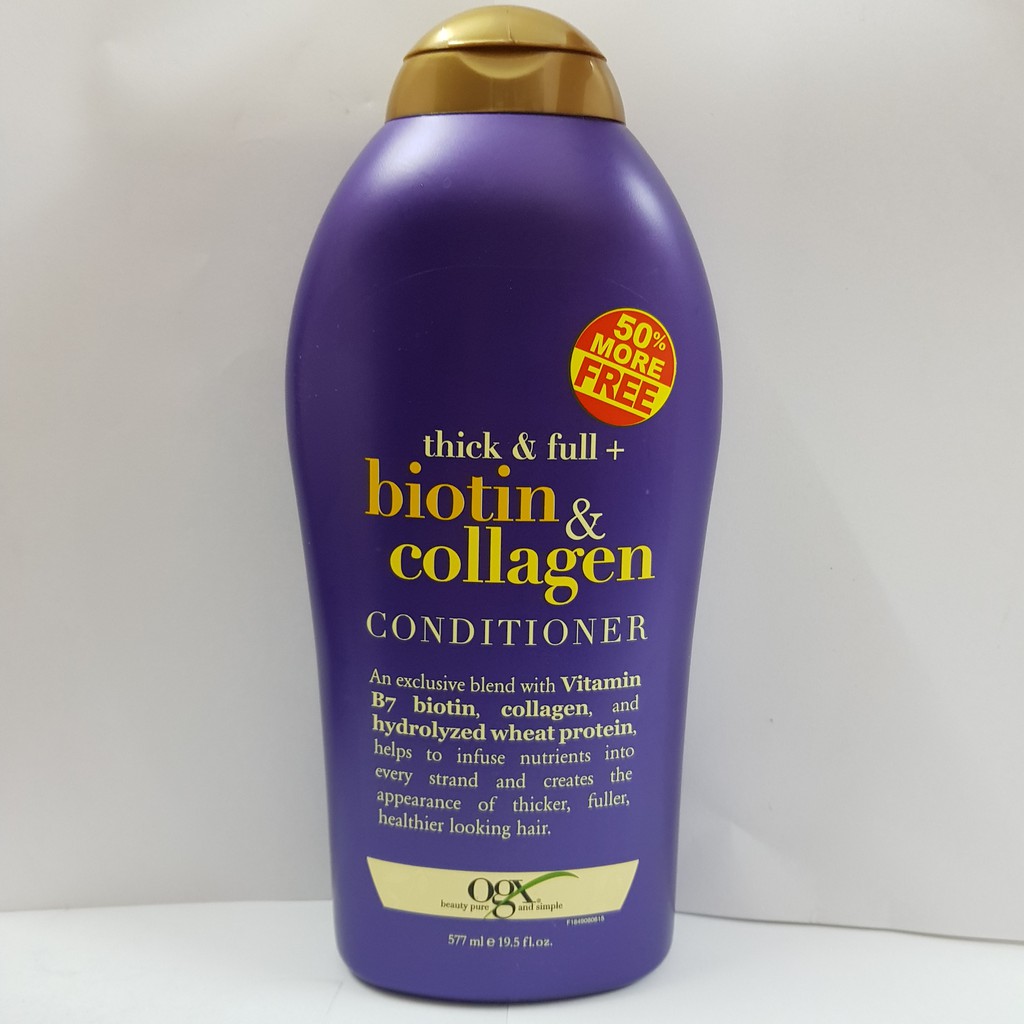 50%
MORE
FREE
thick & full +
biotin &
collagen
CONDITIONER
An exclusive blend with Vitamin
B7 biotin, collagen, and
hydrolyzed wheat protein,
helps to infuse nutrients into
every strand and creates the
appearance of thicker, fuller,
healthier looking hair.
ogx®
beauty pure and simple
F1848080615
577 ml e 19.5 fl.oz.